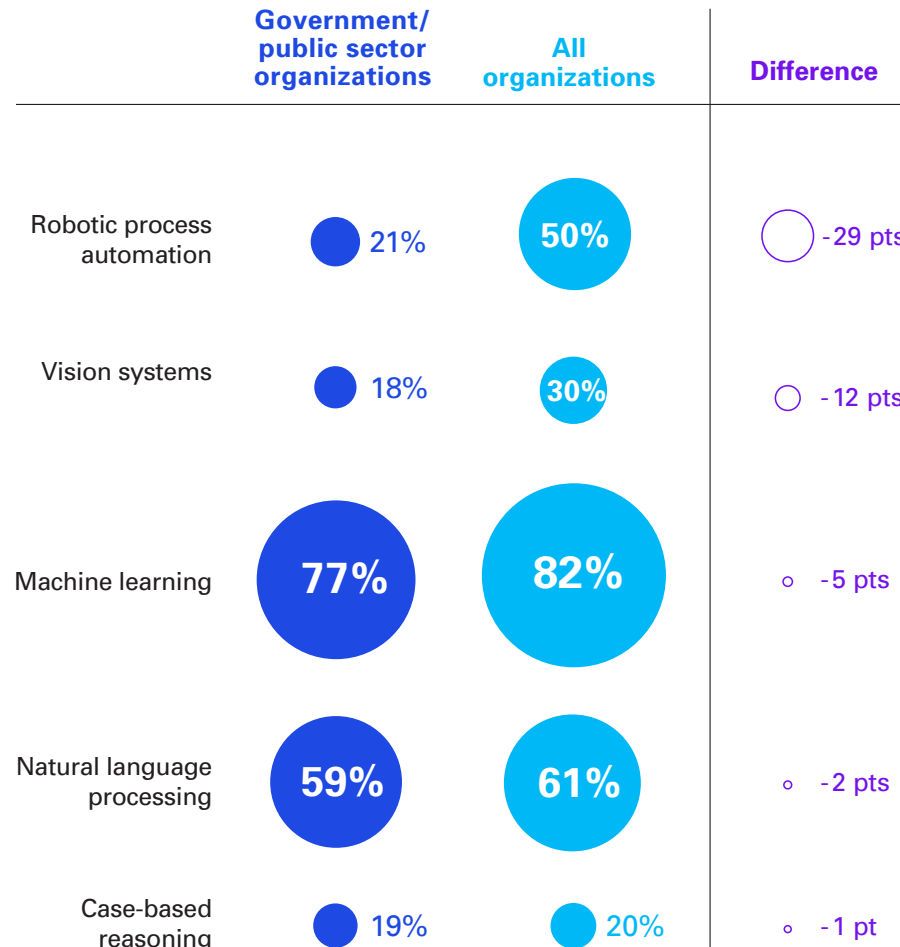 Government/
public sector
organizations
All
organizations
Difference
Robotic process
automation
21%
50%
-29 pts
Vision systems
18%
30%
-12 pts
Machine learning
77%
82%
-5 pts
Natural language
processing
59%
61%
-2 pts
Case-based
reasoning
19%
20%
-1 pt